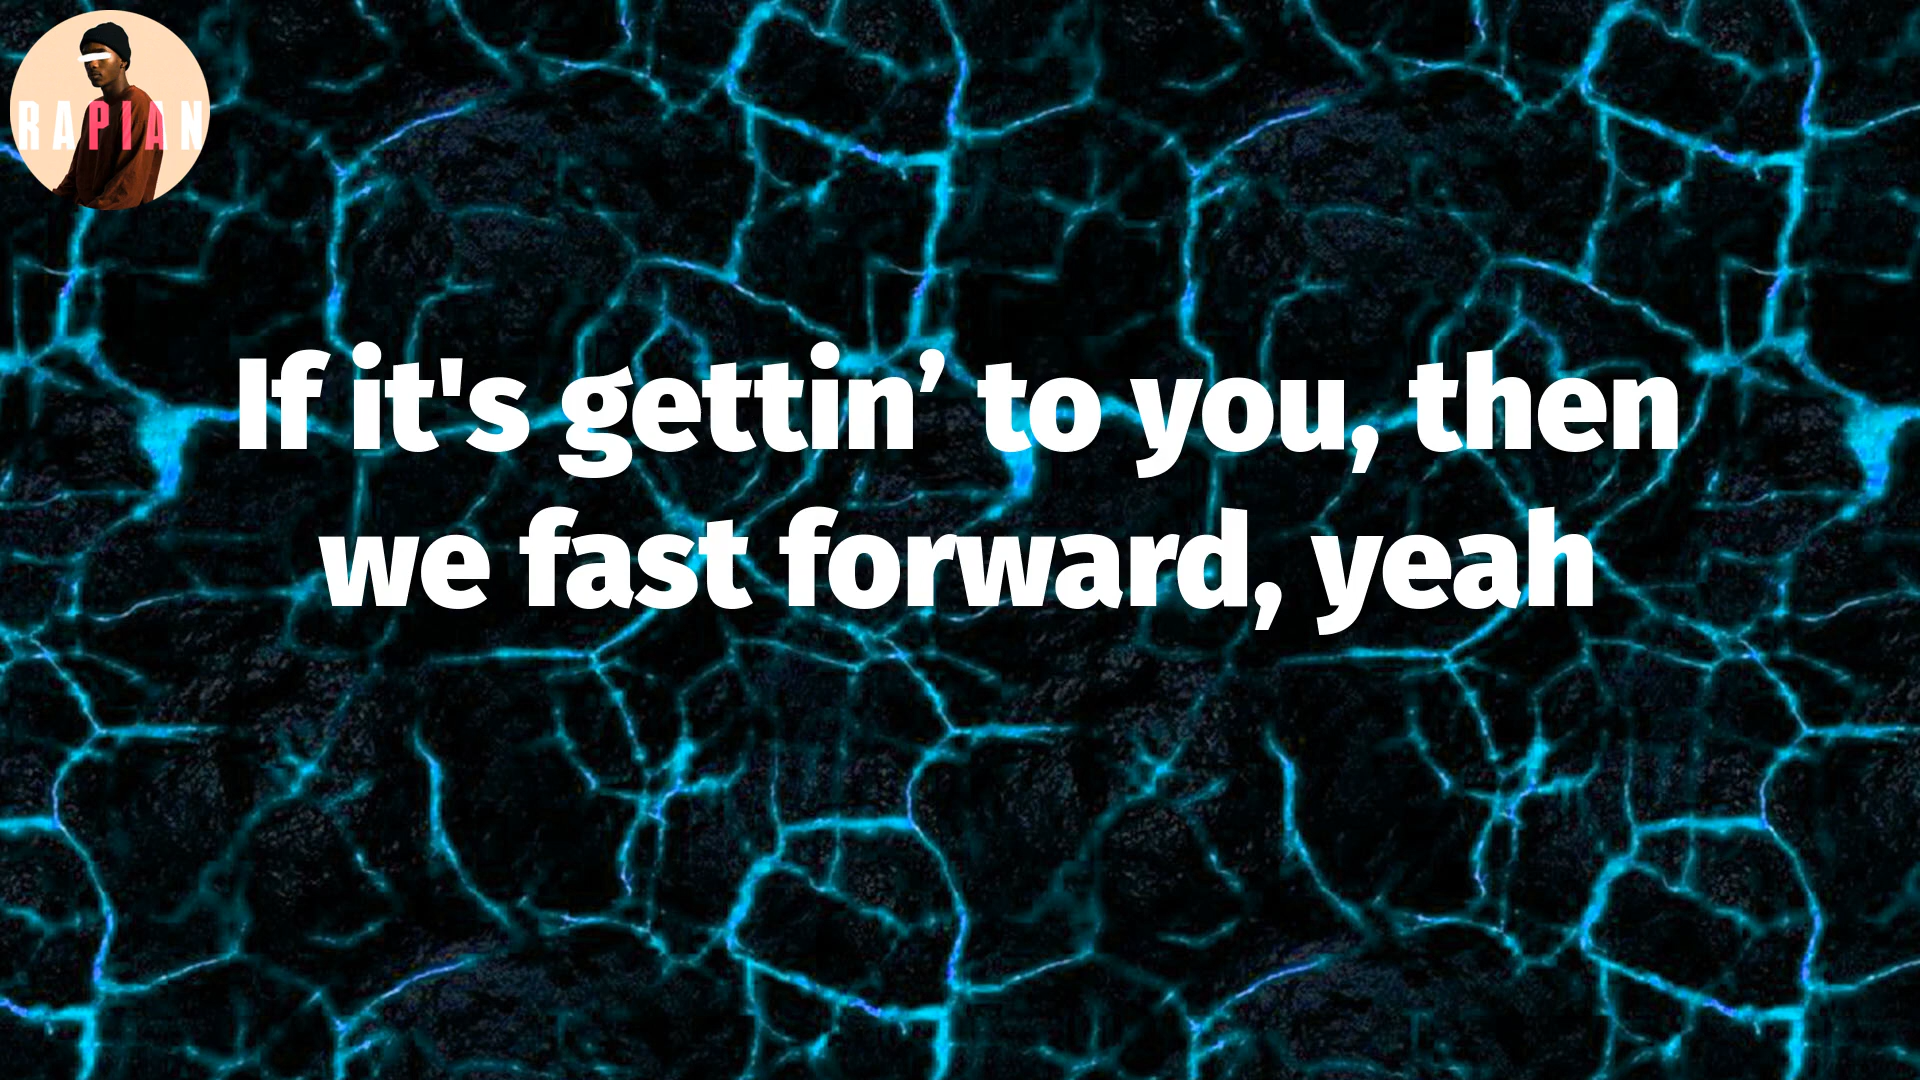 RAPIAN
If it's gettin’ to you, then
we fast forward, yeah